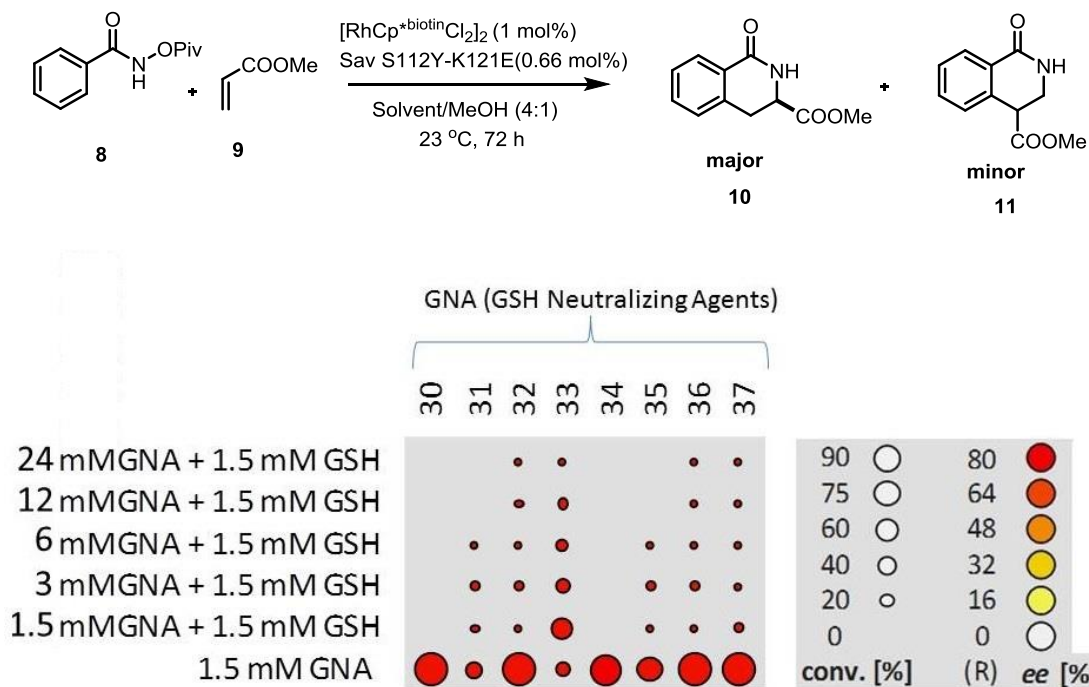 O
N
H
OPiv
8
+
COOMe
9
[RhCp*biotinCl2]2 (1 mol%)
Sav S112Y-K121E(0.66 mol%)
Solvent/MeOH (4:1)
23 oC, 72 h
O
NH
COOMe
major
10
+
O
NH
COOMe
minor
11
GNA (GSH Neutralizing Agents)
30 31 32 33 34 35 36 37
24 mMGNA + 1.5 mM GSH
12 mMGNA + 1.5 mM GSH
6 mMGNA + 1.5 mM GSH
3 mMGNA + 1.5 mM GSH
1.5 mMGNA + 1.5 mM GSH
1.5 mM GNA
90 80
75 64
60 48
40 32
20 16
0 0
conv. [%] (R) ee [%